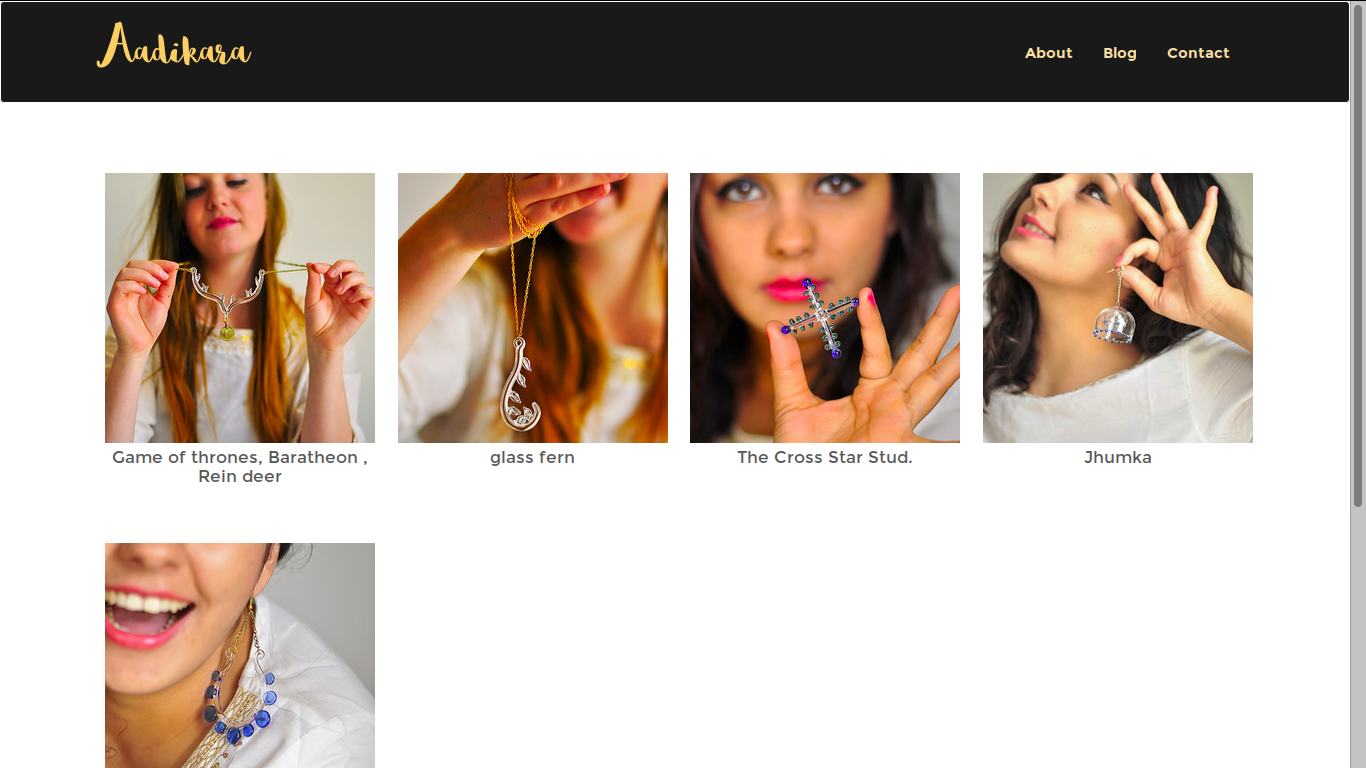 Aadikara
About Blog Contact
Game of thrones, Baratheon ,
Rein deer
glass fern
The Cross Star Stud.
Jhumka